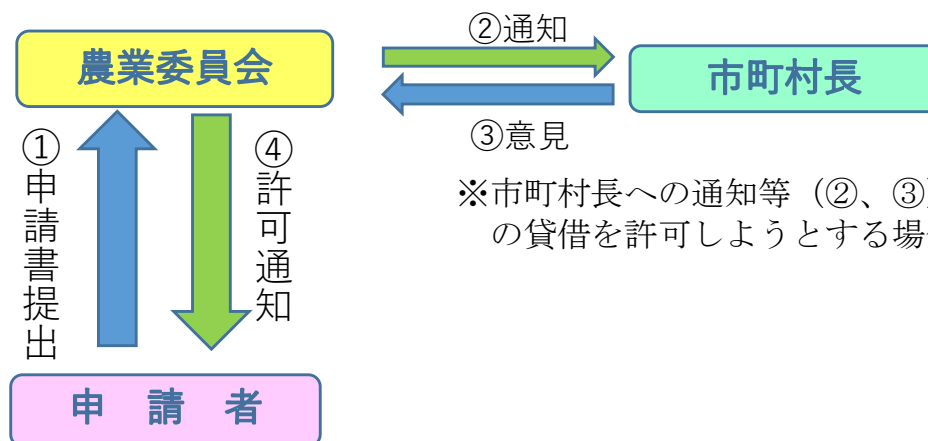 農業委員会
②通知
市町村長
③意見
①申請書提出
④許可通知
※市町村長への通知等（②、③）
の貸借を許可しようとする場
申　請　者